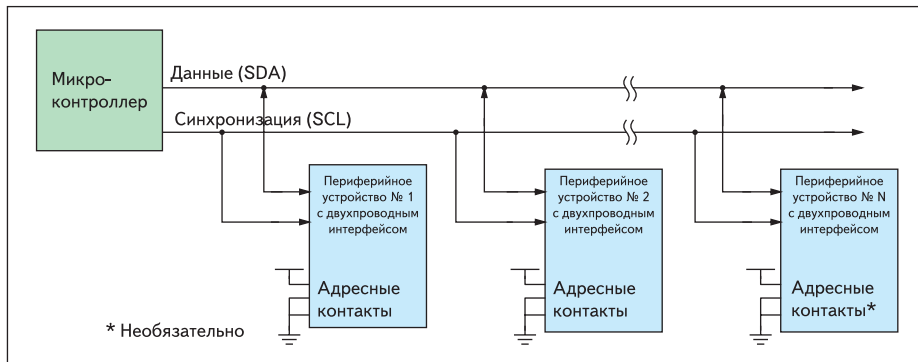 Микро-
контроллер
Данные (SDA)
Синхронизация (SCL)
Периферийное
устройство № 1
с двухпроводным
интерфейсом
Адресные
контакты
Периферийное
устройство № 2
с двухпроводным
интерфейсом
Адресные
контакты
Периферийное
устройство № N
с двухпроводным
интерфейсом
Адресные
контакты*
* Необязательно